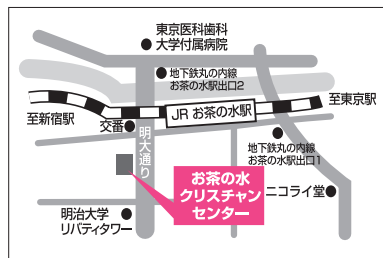 東京医科歯科
大学付属病院
地下鉄丸の内線
お茶の水駅出口2
至東京駅
JR お茶の水駅
至新宿駅
交番
明大通り
地下鉄丸の内線
お茶の水駅出口1
お茶の水
クリスチャン
センター
ニコライ堂
明治大学
リバティタワー